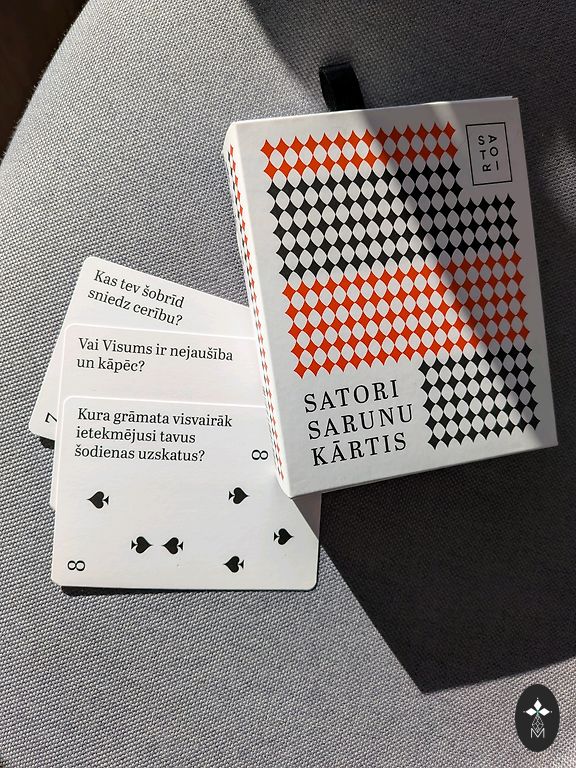 S A
T O
R I
SATORI
SARUNU
KĀRTIS
Kas tev šobrīd
sniedz cerību?
7
Vai Visums ir nejaušība
un kāpēc?
Kura grāmata visvairāk
ietekmējusi tavus
šodienas uzskatus?
8
8
M